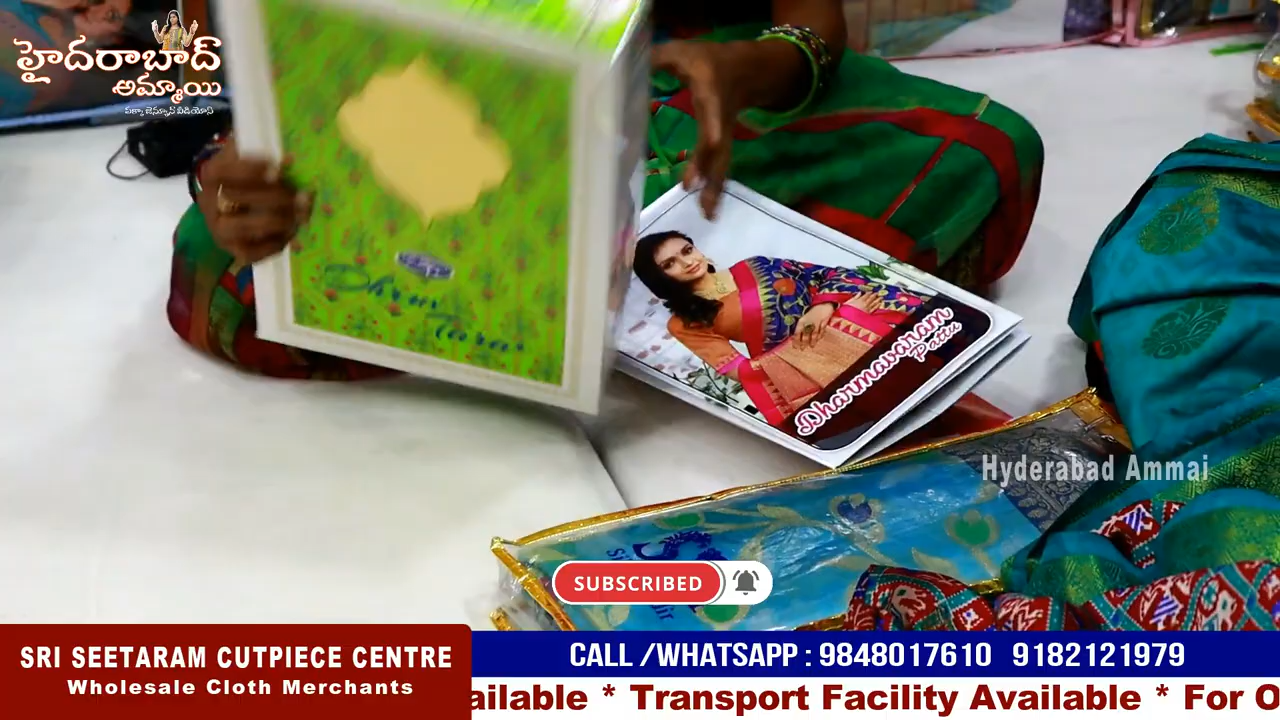 హైదరాబాద్
అమ్మాయి
పక్కా జెన్యూన్ వీడియోస్
Dharmavaram
Pattu
Hyderabad Ammai
SUBSCRIBED
SRI SEETARAM CUTPIECE CENTRE
Wholesale Cloth Merchants
CALL /WHATSAPP : 9848017610 9182121979
ailable * Transport Facility Available * For O